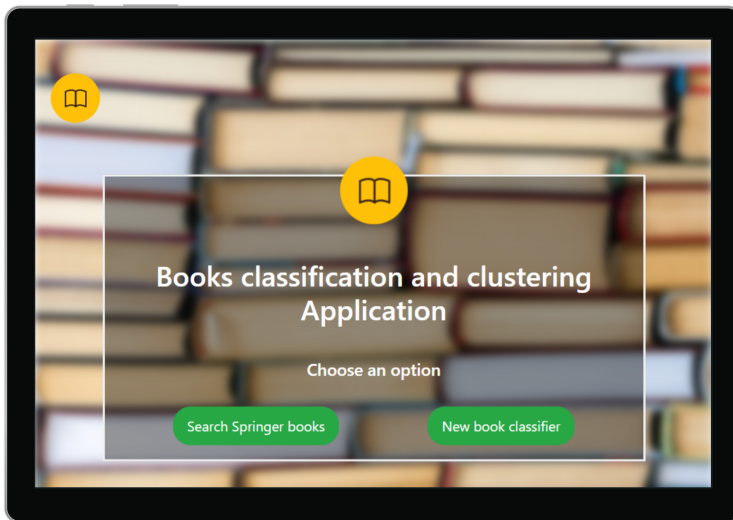 Books classification and clustering
Application
Choose an option
Search Springer books
New book classifier